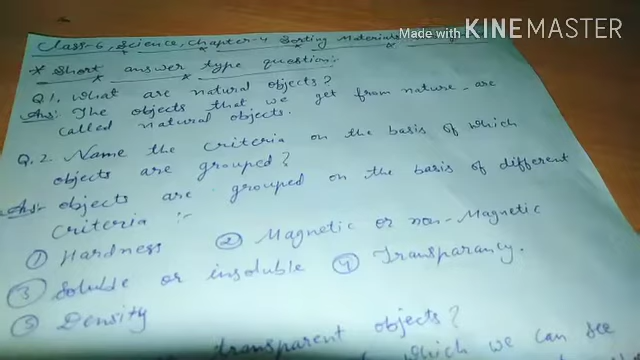 Made with KINEMASTER
Class-6, Science, Chapter-4 Sorting Materials
* Short answer type question:-
Q1. What are natural objects?
Ans: The objects that we get from nature are
called natural objects.
Q.2. Name the criteria on the basis of which
objects are grouped?
Ans:- objects are grouped on the basis of different
criteria :-
① Hardness ② Magnetic or non-Magnetic
③ Soluble or insoluble ④ Transparancy.
⑤ Density
transparent objects?
which we can see